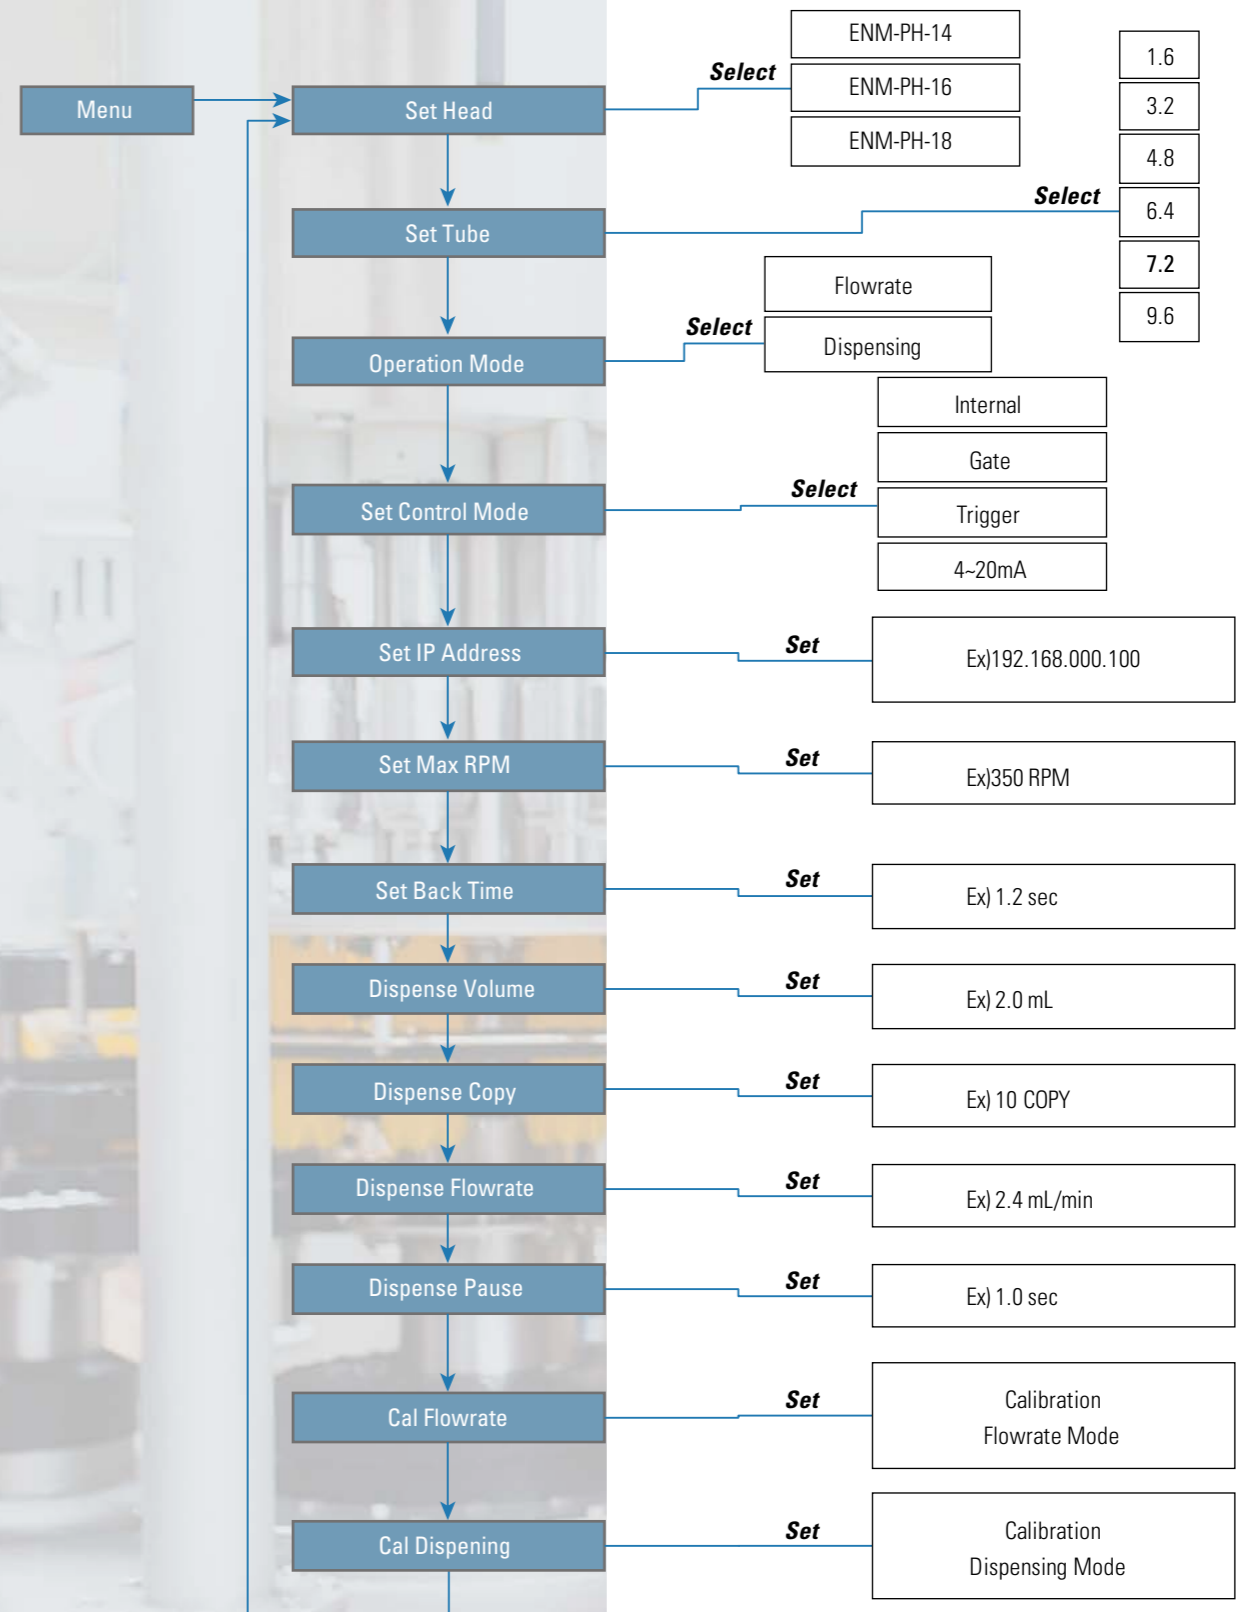 Menu
Set Head
Select
ENM-PH-14
ENM-PH-16
ENM-PH-18
Set Tube
Select
1.6
3.2
4.8
6.4
7.2
9.6
Operation Mode
Select
Flowrate
Dispensing
Set Control Mode
Select
Internal
Gate
Trigger
4~20mA
Set IP Address
Set
Ex)192.168.000.100
Set Max RPM
Set
Ex)350 RPM
Set Back Time
Set
Ex) 1.2 sec
Dispense Volume
Set
Ex) 2.0 mL
Dispense Copy
Set
Ex) 10 COPY
Dispense Flowrate
Set
Ex) 2.4 mL/min
Dispense Pause
Set
Ex) 1.0 sec
Cal Flowrate
Set
Calibration
Flowrate Mode
Cal Dispening
Set
Calibration
Dispensing Mode